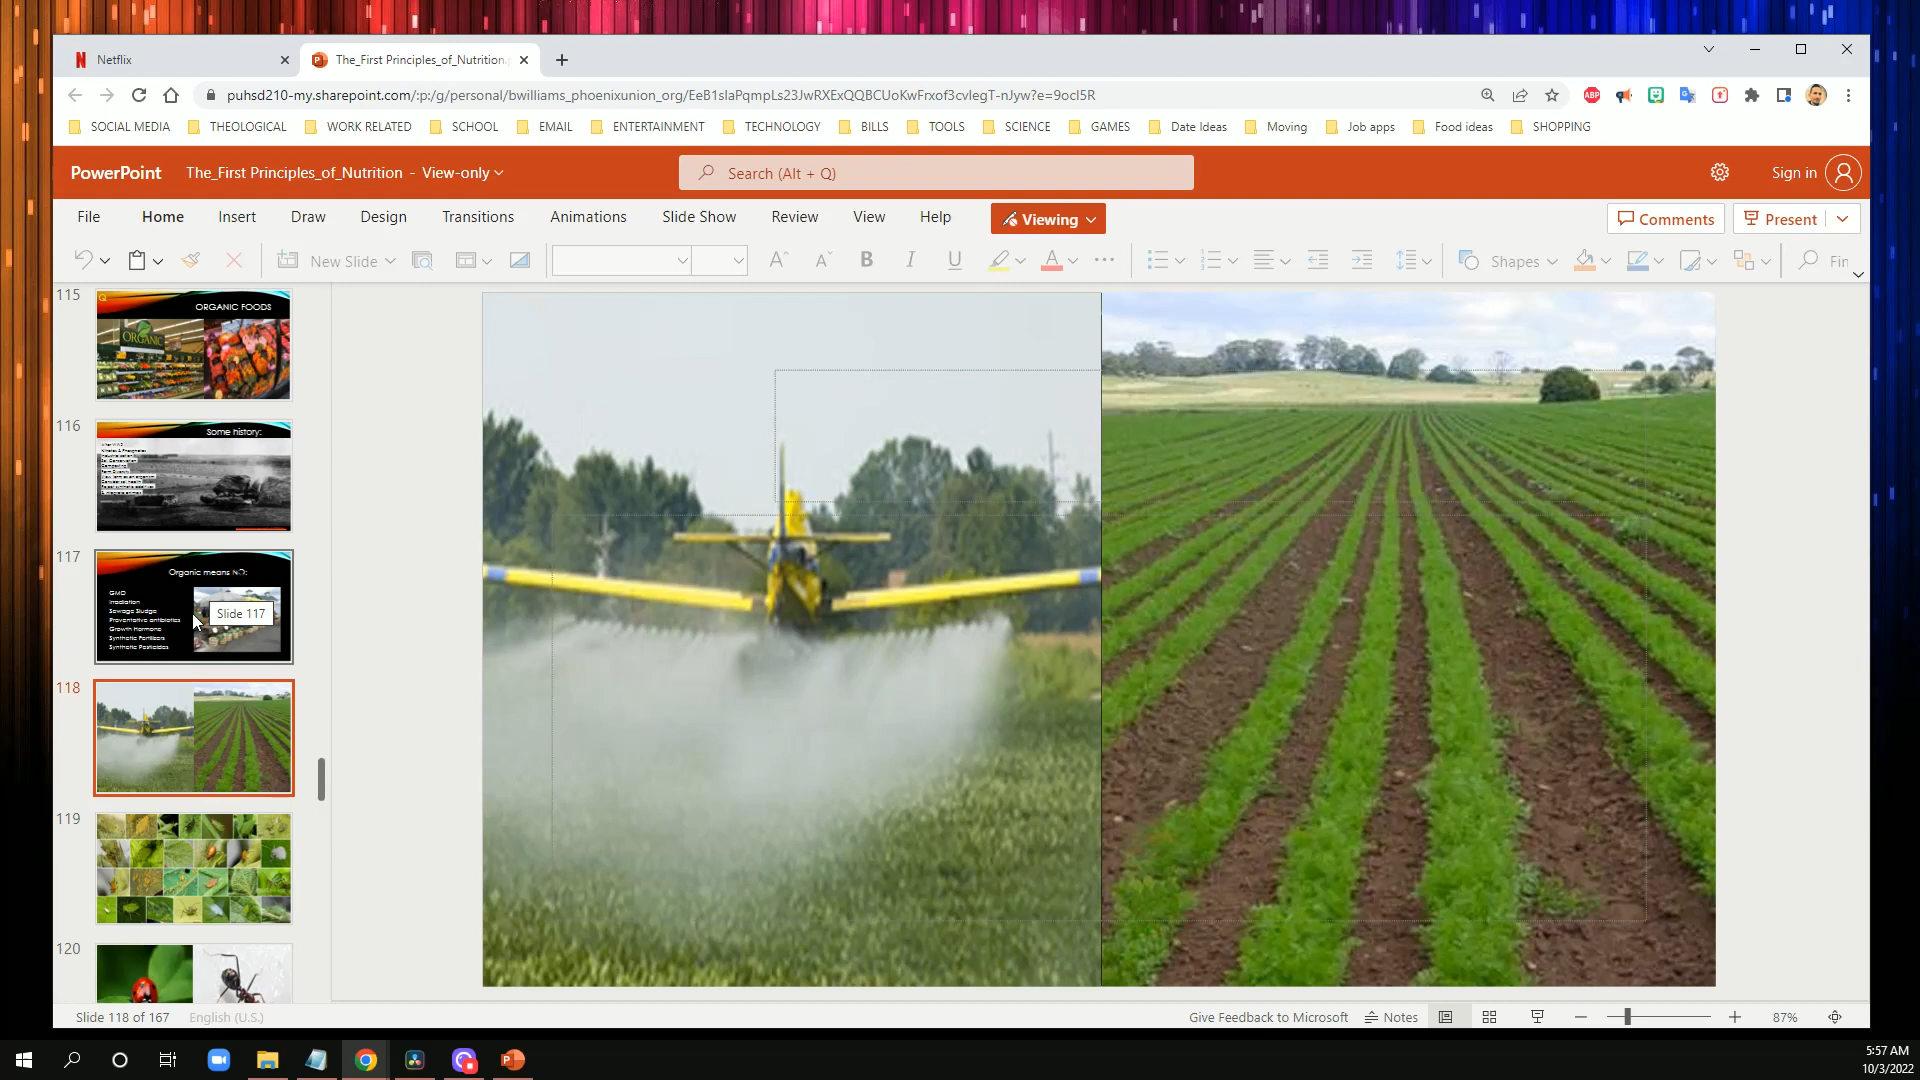 Netflix
The_First Principles_of_Nutrition.
puhsd210-my.sharepoint.com/:p:/g/personal/bwilliams_phoenixunion_org/EeB1slaPqmpLs23JwRXExQQBCUoKwFrxof3cvlegT-nJyw?e=9ocI5R
SOCIAL MEDIA THEOLOGICAL WORK RELATED SCHOOL EMAIL ENTERTAINMENT TECHNOLOGY BILLS TOOLS SCIENCE GAMES Date Ideas Moving Job apps Food ideas SHOPPING
PowerPoint The_First Principles_of_Nutrition - View-only Search (Alt + Q) Sign in
File Home Insert Draw Design Transitions Animations Slide Show Review View Help Viewing Comments Present
New Slide Shapes Fin
115
ORGANIC FOODS
ORGANIC
116
Some history:
117
Organic means NO:
GMO
Irradiation
Sewage Sludge
Preventative antibiotics
Growth Hormone
Synthetic Fertilizers
Synthetic Pesticides
Slide 117
118
119
120
Slide 118 of 167 English (U.S.) Give Feedback to Microsoft Notes 87%
5:57 AM
10/3/2022